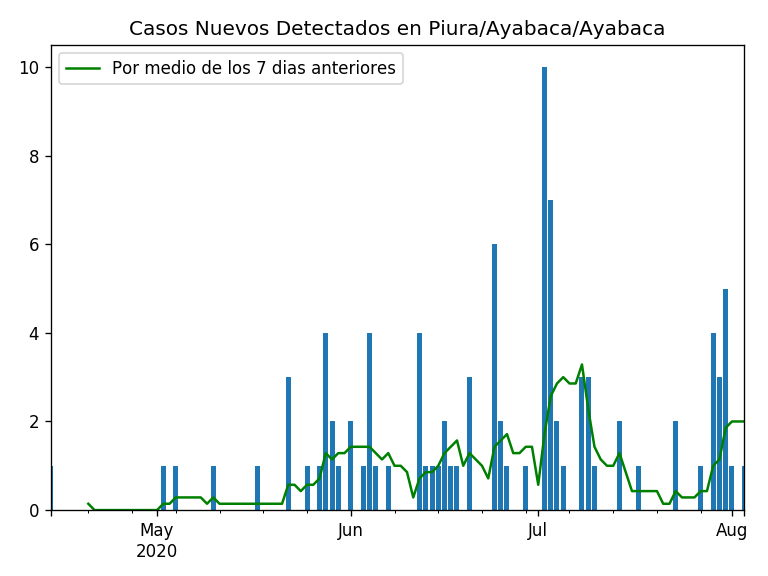 Casos Nuevos Detectados en Piura/Ayabaca/Ayabaca
Por medio de los 7 dias anteriores
10
8
6
4
2
0
May Jun Jul Aug
2020